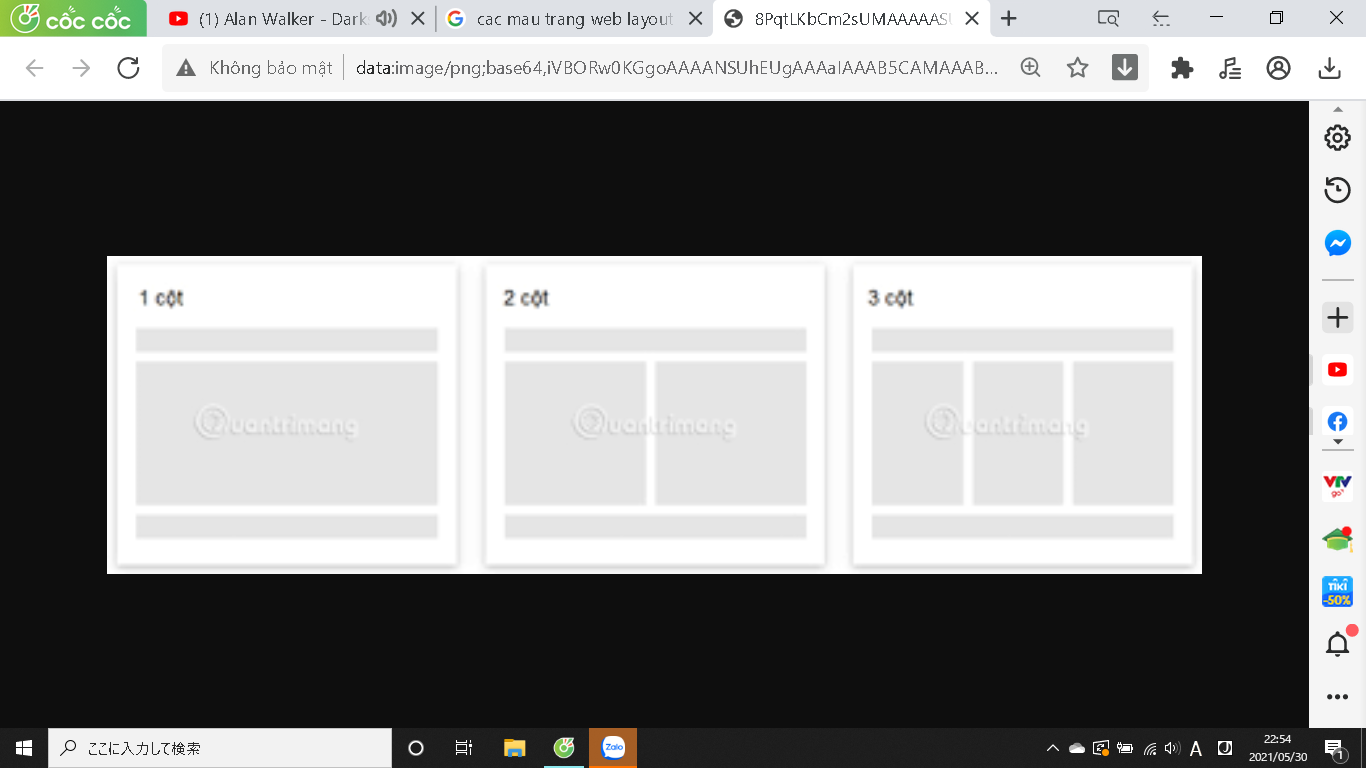 cốc cốc
(1) Alan Walker - Dark
cac mau trang web layout
8PqtLKbCm2sUMAAAAAS
Không bảo mật
data:image/png;base64,iVBORw0KGgoAAAANSUhEUgAAAaIAAAB5CAMAAAB...
1 cột
2 cột
3 cột
Quantrimang
Quantrimang
Quantrimang
VTV
go
TIKI
-50%
ここに入力して検索
Zalo
A
22:54
2021/05/30
1